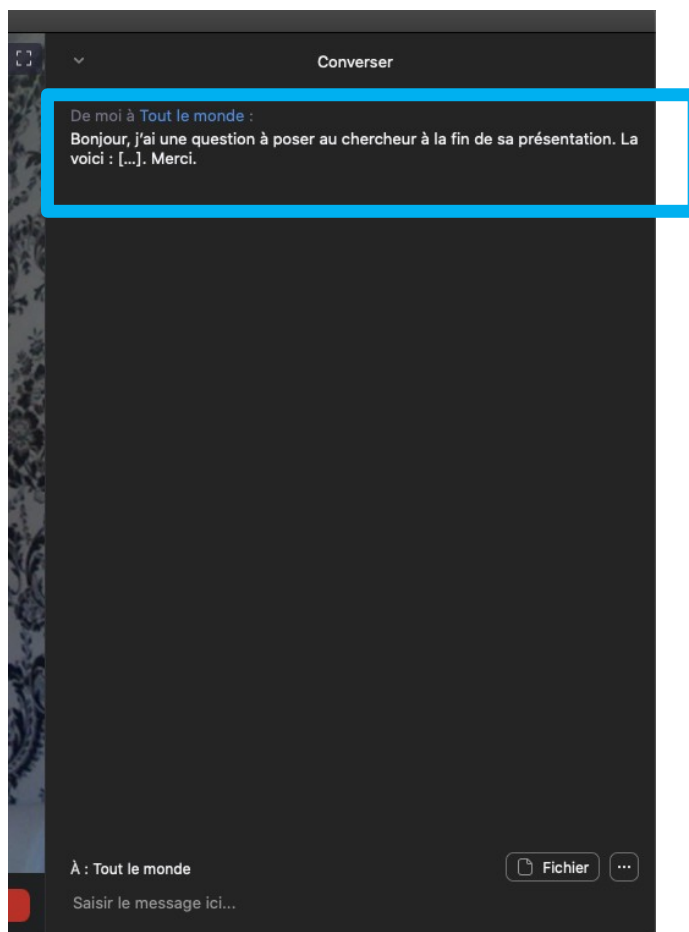 Converser
De moi à Tout le monde :
Bonjour, j'ai une question à poser au chercheur à la fin de sa présentation. La
voici : [...]. Merci.
À : Tout le monde
Fichier
Saisir le message ici...